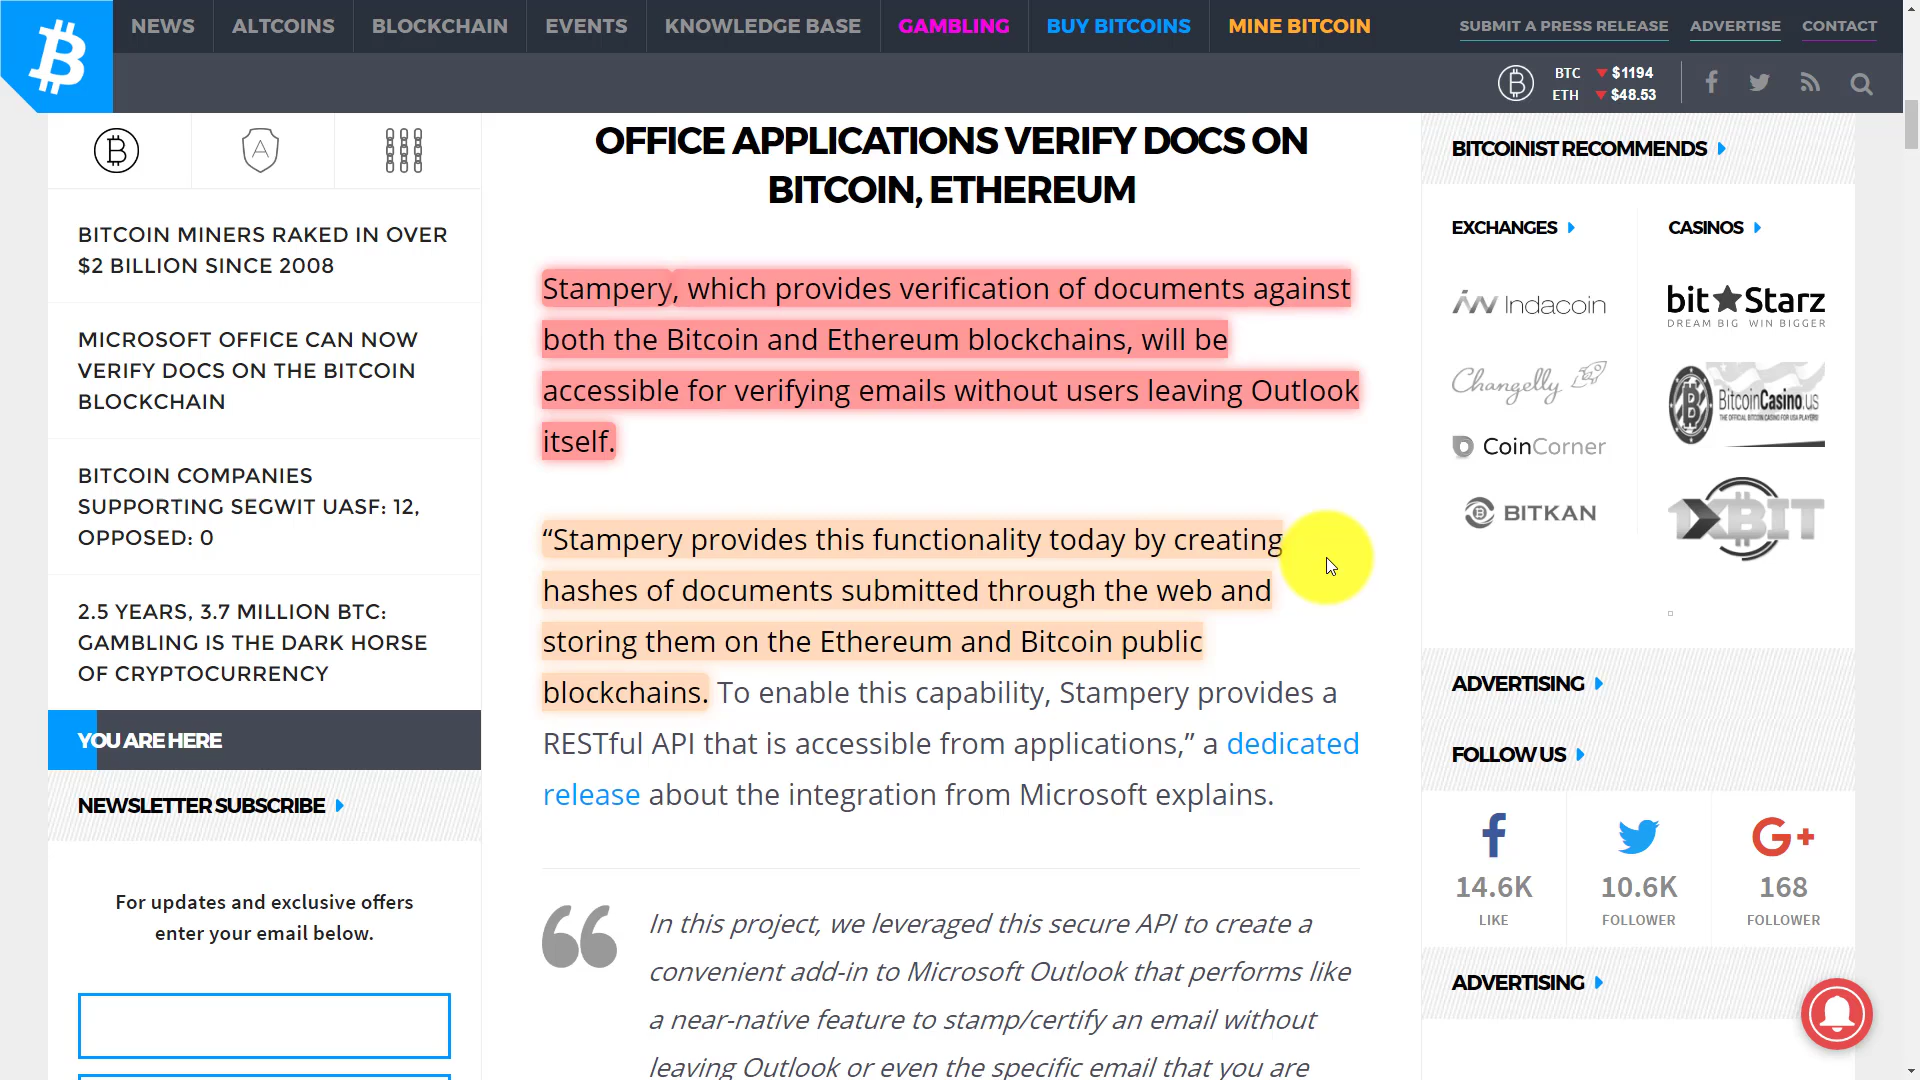 NEWS
ALTCOINS
BLOCKCHAIN
EVENTS
KNOWLEDGE BASE
GAMBLING
BUY BITCOINS
MINE BITCOIN
SUBMIT A PRESS RELEASE
ADVERTISE
CONTACT
BTC $1194
ETH $48.53
BITCOIN MINERS RAKED IN OVER
$2 BILLION SINCE 2008
MICROSOFT OFFICE CAN NOW
VERIFY DOCS ON THE BITCOIN
BLOCKCHAIN
BITCOIN COMPANIES
SUPPORTING SEGWIT UASF: 12,
OPPOSED: 0
2.5 YEARS, 3.7 MILLION BTC:
GAMBLING IS THE DARK HORSE
OF CRYPTOCURRENCY
YOU ARE HERE
NEWSLETTER SUBSCRIBE
For updates and exclusive offers
enter your email below.
OFFICE APPLICATIONS VERIFY DOCS ON
BITCOIN, ETHEREUM
Stampery, which provides verification of documents against
both the Bitcoin and Ethereum blockchains, will be
accessible for verifying emails without users leaving Outlook
itself.
“Stampery provides this functionality today by creating
hashes of documents submitted through the web and
storing them on the Ethereum and Bitcoin public
blockchains. To enable this capability, Stampery provides a
RESTful API that is accessible from applications,” a dedicated
release about the integration from Microsoft explains.
In this project, we leveraged this secure API to create a
convenient add-in to Microsoft Outlook that performs like
a near-native feature to stamp/certify an email without
leaving Outlook or even the specific email that you are
BITCOINIST RECOMMENDS
EXCHANGES
Indacoin
Changelly
CoinCorner
BITKAN
CASINOS
bit Starz
DREAM BIG WIN BIGGER
BitcoinCasino.us
THE OFFICIAL BITCOIN CASINO FOR USA PLAYERS!
1XBIT
ADVERTISING
FOLLOW US
14.6K
LIKE
10.6K
FOLLOWER
G+
168
FOLLOWER
ADVERTISING